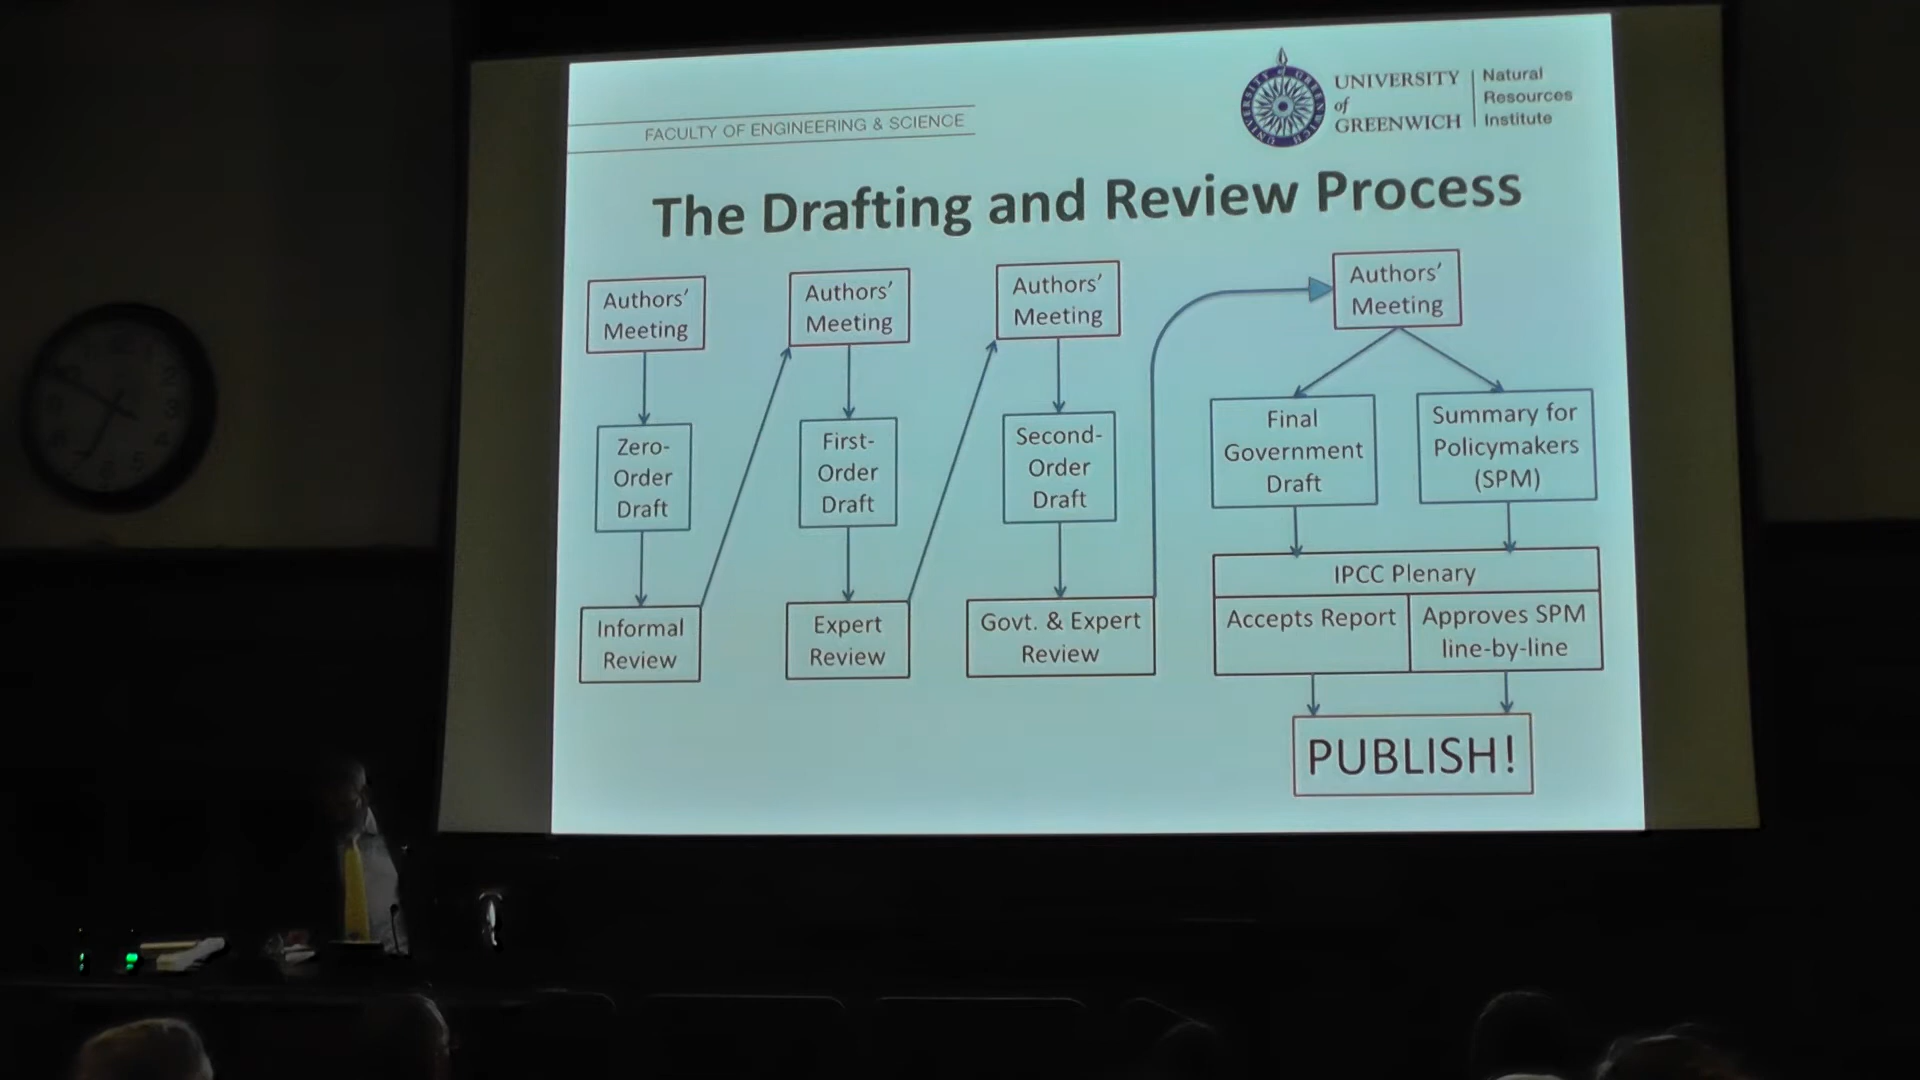 FACULTY OF ENGINEERING & SCIENCE
UNIVERSITY
of
GREENWICH
Natural
Resources
Institute
The Drafting and Review Process
Authors'
Meeting
Zero-
Order
Draft
Informal
Review
Authors'
Meeting
First-
Order
Draft
Expert
Review
Authors'
Meeting
Second-
Order
Draft
Govt. & Expert
Review
Authors'
Meeting
Final
Government
Draft
Summary for
Policymakers
(SPM)
IPCC Plenary
Accepts Report
Approves SPM
line-by-line
PUBLISH!